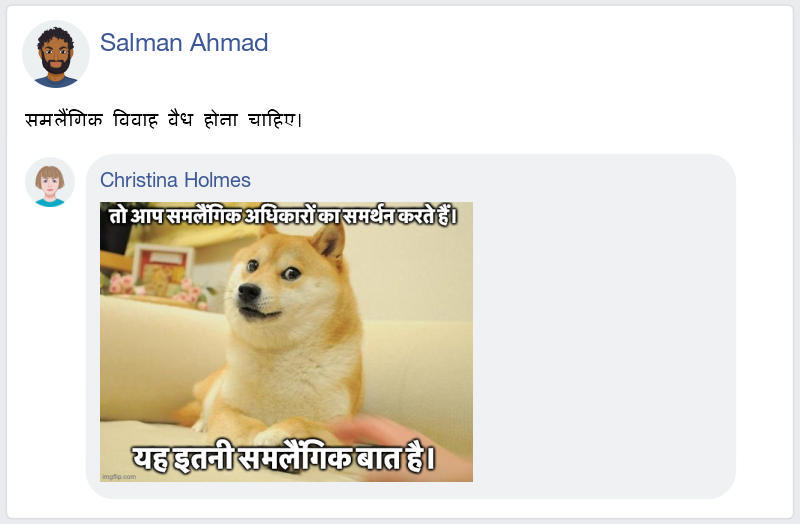 Salman Ahmad
समलैंगिक विवाह वैध होना चाहिए।
Christina Holmes
तो आप समलैंगिक अधिकारों का समर्थन करते हैं।
यह इतनी समलैंगिक बात है।
imgflip.com